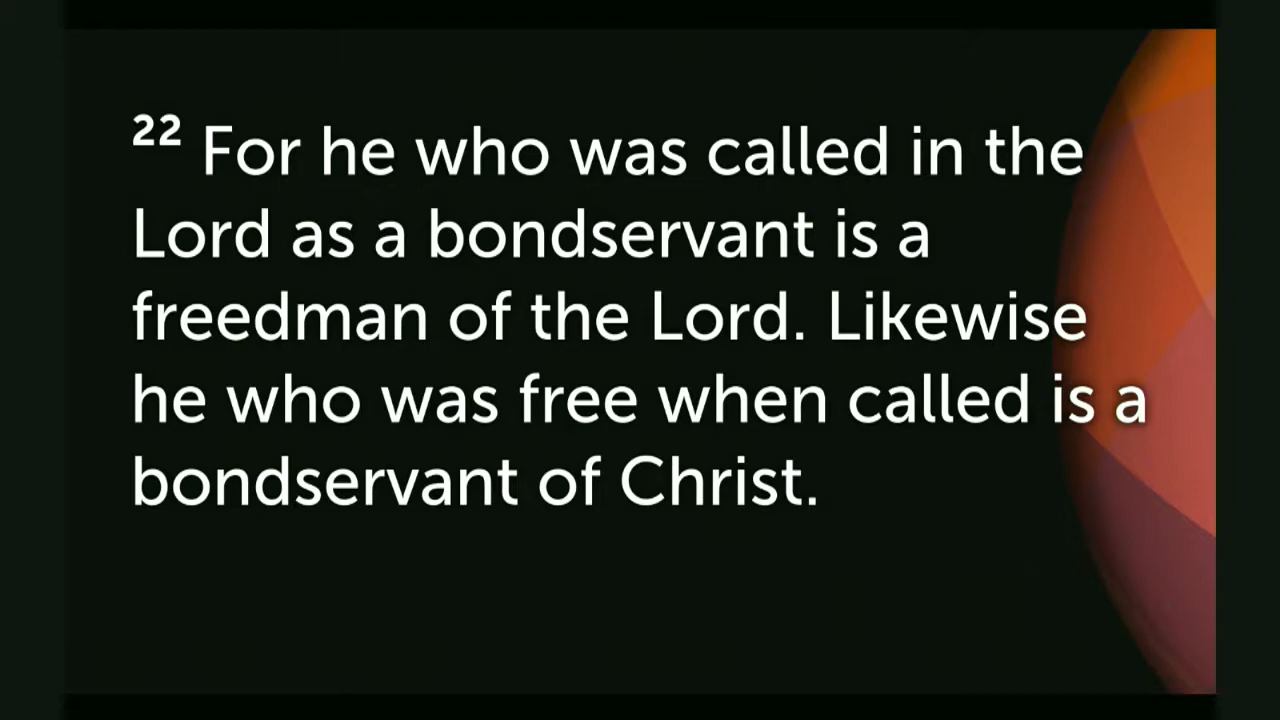 22 For he who was called in the
Lord as a bondservant is a
freedman of the Lord. Likewise
he who was free when called is a
bondservant of Christ.